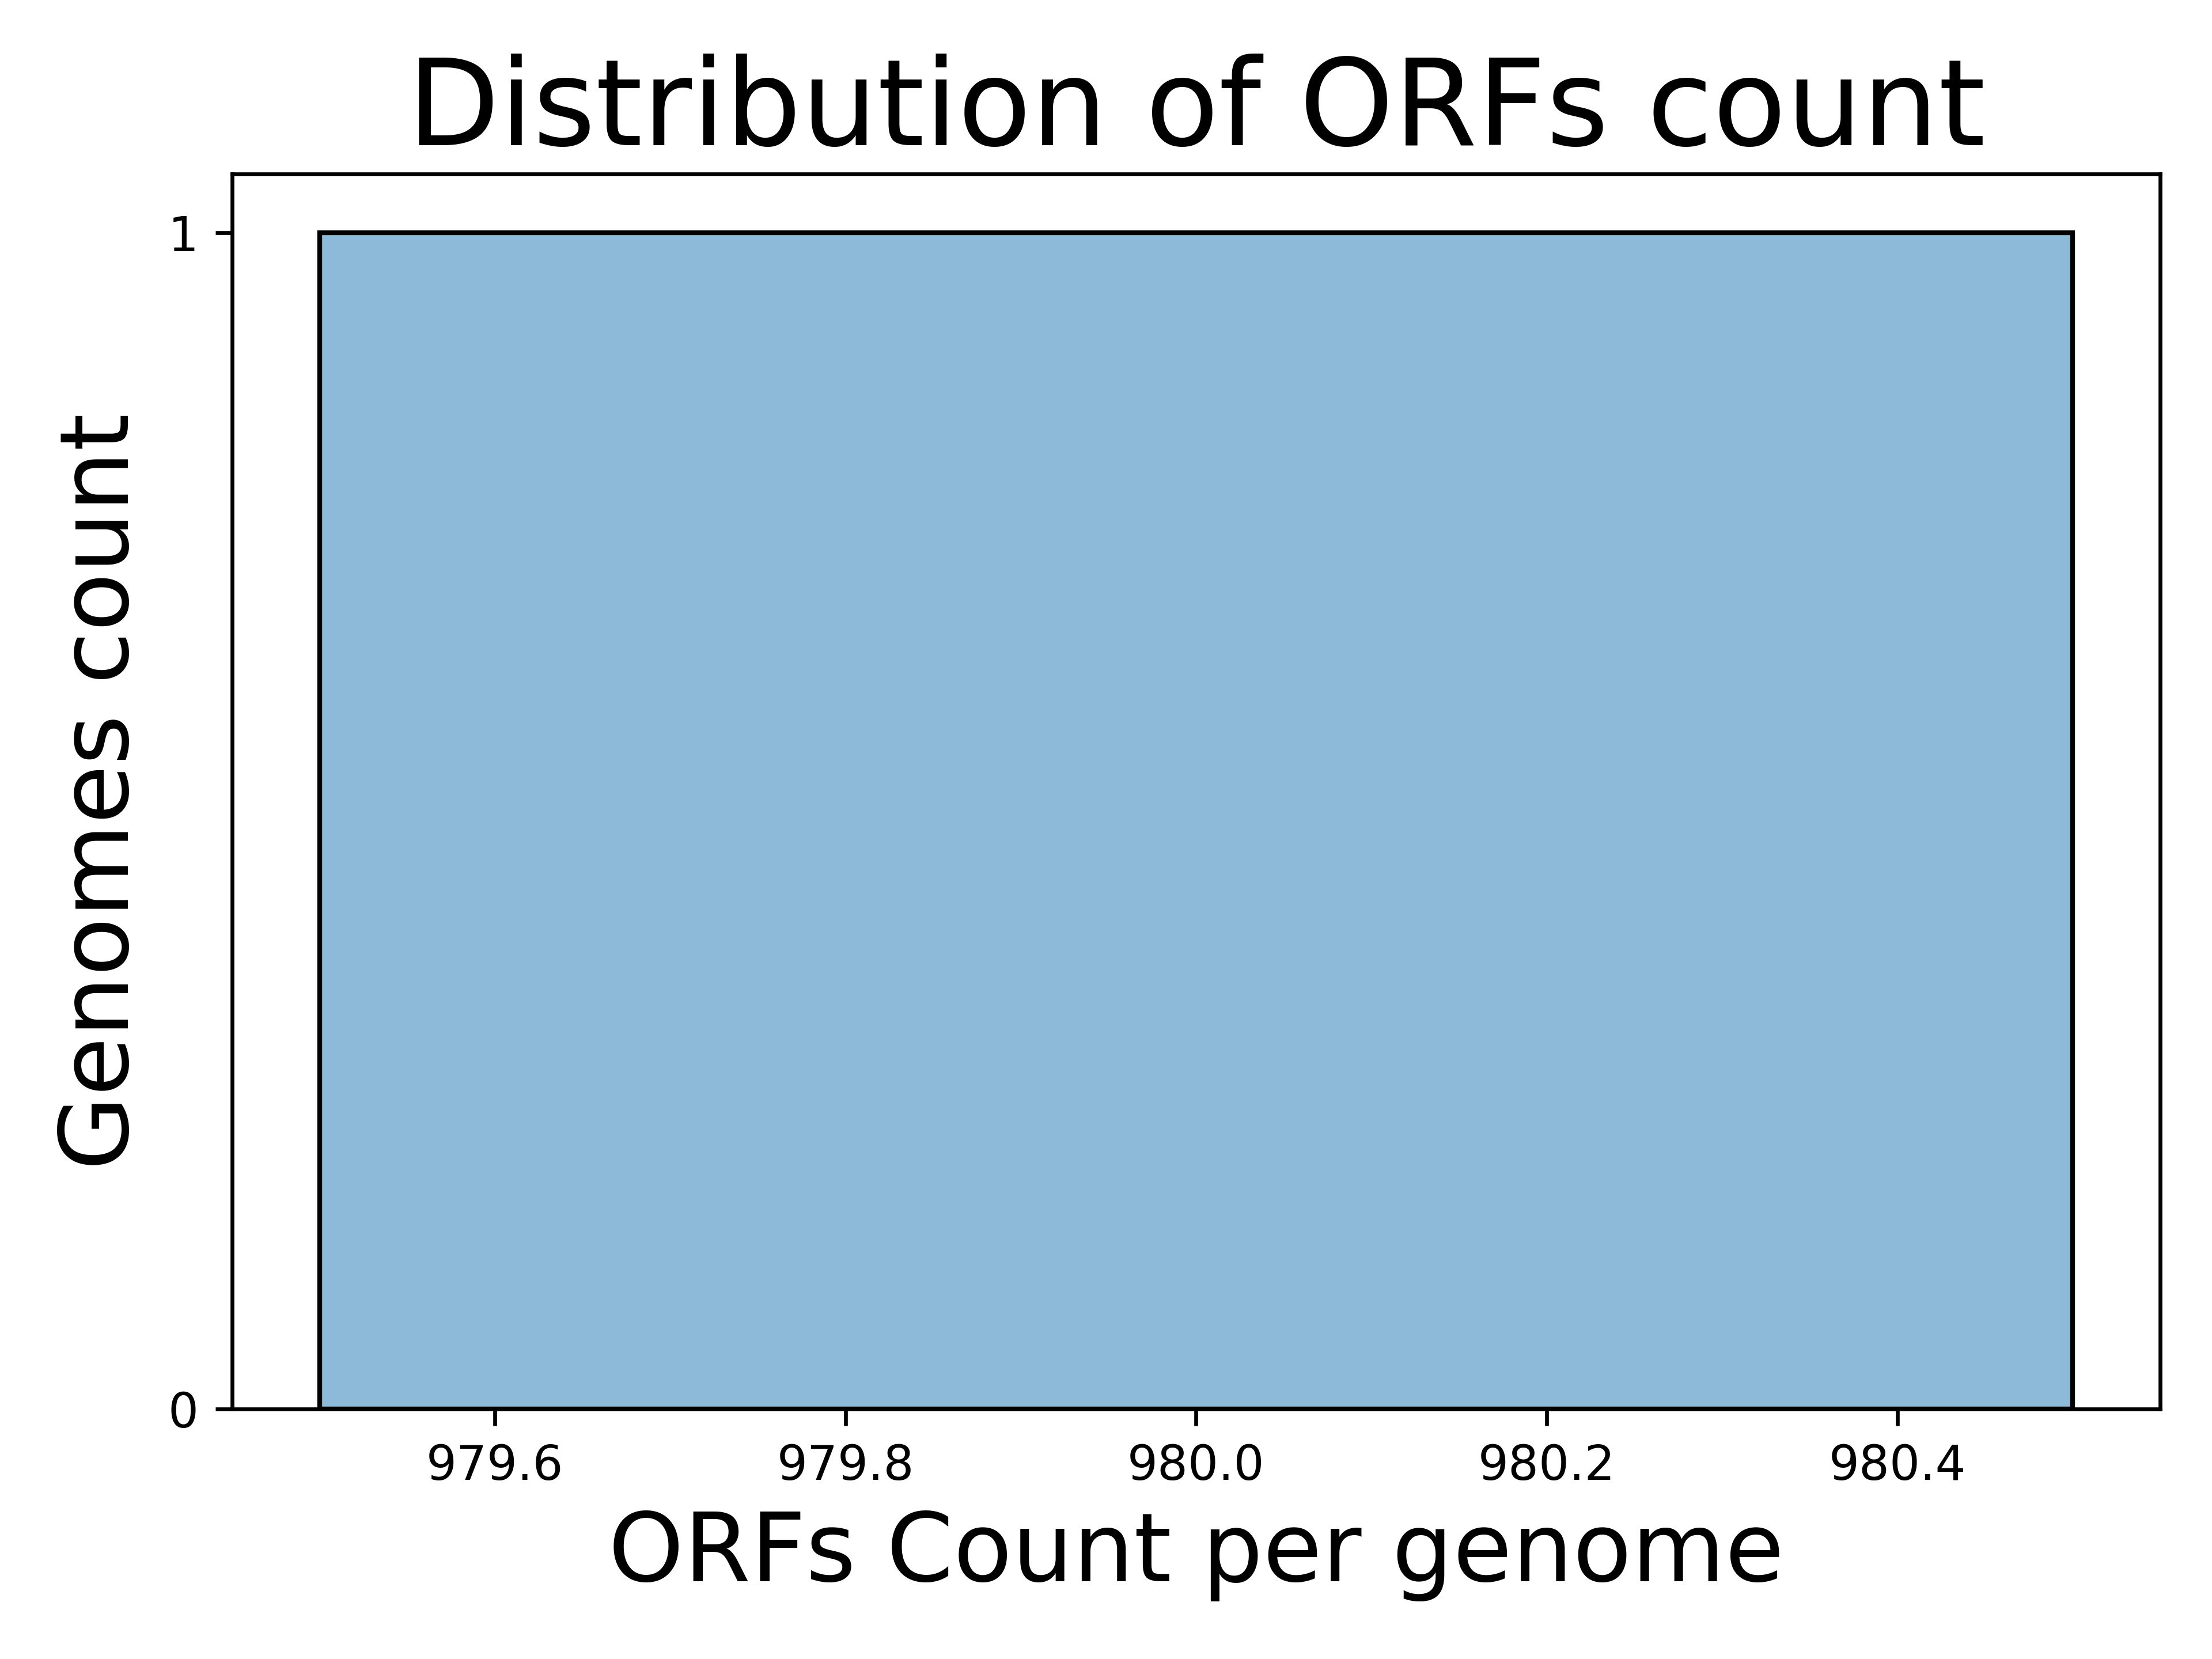 Distribution of ORFs count
Genomes count
1
0
979.6 979.8 980.0 980.2 980.4
ORFs Count per genome